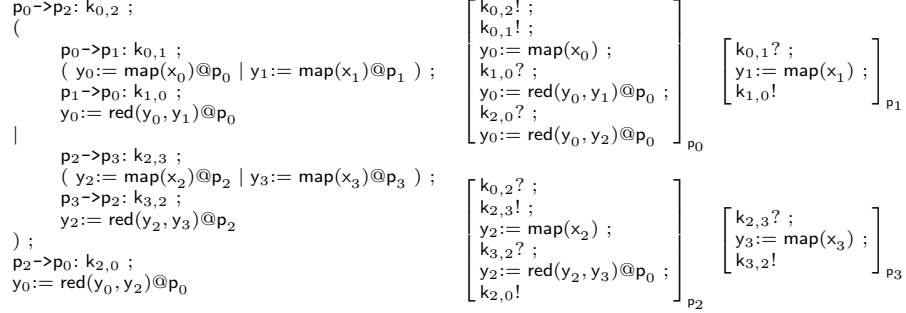 p₀->p₂: k₀,₂ ;
(
p₀->p₁: k₀,₁ ;
( y₀:= map(x₀)@p₀ | y₁:= map(x₁)@p₁ ) ;
p₁->p₀: k₁,₀ ;
y₀:= red(y₀, y₁)@p₀
|
p₂->p₃: k₂,₃ ;
( y₂:= map(x₂)@p₂ | y₃:= map(x₃)@p₃ ) ;
p₃->p₂: k₃,₂ ;
y₂:= red(y₂, y₃)@p₂
) ;
p₂->p₀: k₂,₀ ;
y₀:= red(y₀, y₂)@p₀
k₀,₂! ;
k₀,₁! ;
y₀:= map(x₀) ;
k₁,₀? ;
y₀:= red(y₀, y₁)@p₀ ;
k₂,₀? ;
y₀:= red(y₀, y₂)@p₀
p₀
k₀,₁? ;
y₁:= map(x₁) ;
k₁,₀!
p₁
k₀,₂? ;
k₂,₃! ;
y₂:= map(x₂) ;
k₃,₂? ;
y₂:= red(y₂, y₃)@p₀ ;
k₂,₀!
p₂
k₂,₃? ;
y₃:= map(x₃) ;
k₃,₂!
p₃